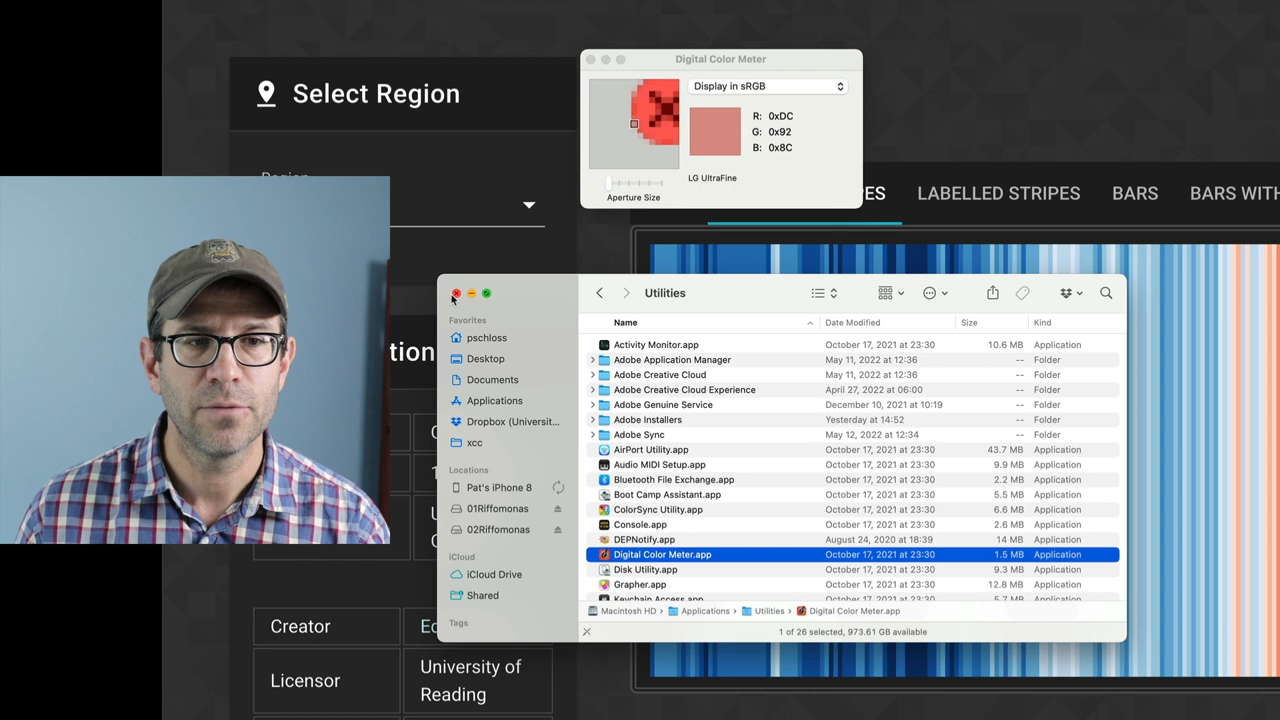 Select Region
Digital Color Meter
Display in sRGB
R: 0xDC
G: 0x92
B: 0x8C
LG UltraFine
Aperture Size
LABELLED STRIPES
BARS
Utilities
Favorites
pschloss
Desktop
Documents
Applications
Dropbox (Universit...
xcc
Locations
Pat's iPhone 8
01Riffomonas
02Riffomonas
iCloud
iCloud Drive
Shared
Tags
Name Date Modified Size Kind
Activity Monitor.app October 17, 2021 at 23:30 10.6 MB Application
Adobe Application Manager May 11, 2022 at 12:36 -- Folder
Adobe Creative Cloud May 11, 2022 at 12:36 -- Folder
Adobe Creative Cloud Experience April 27, 2022 at 06:00 -- Folder
Adobe Genuine Service December 10, 2021 at 10:19 -- Folder
Adobe Installers Yesterday at 14:52 -- Folder
Adobe Sync May 12, 2022 at 12:34 -- Folder
AirPort Utility.app October 17, 2021 at 23:30 43.7 MB Application
Audio MIDI Setup.app October 17, 2021 at 23:30 9.9 MB Application
Bluetooth File Exchange.app October 17, 2021 at 23:30 2.2 MB Application
Boot Camp Assistant.app October 17, 2021 at 23:30 5.5 MB Application
ColorSync Utility.app October 17, 2021 at 23:30 6.6 MB Application
Console.app October 17, 2021 at 23:30 2.6 MB Application
DEPNotify.app August 24, 2020 at 18:39 14 MB Application
Digital Color Meter.app October 17, 2021 at 23:30 1.5 MB Application
Disk Utility.app October 17, 2021 at 23:30 9.3 MB Application
Grapher.app October 17, 2021 at 23:30 12.8 MB Application
Keychain Access.app October 17, 2021 at 23:30 5.7 MB Application
Macintosh HD › Applications › Utilities › Digital Color Meter.app
1 of 26 selected, 973.61 GB available
Creator
Licensor
University of
Reading